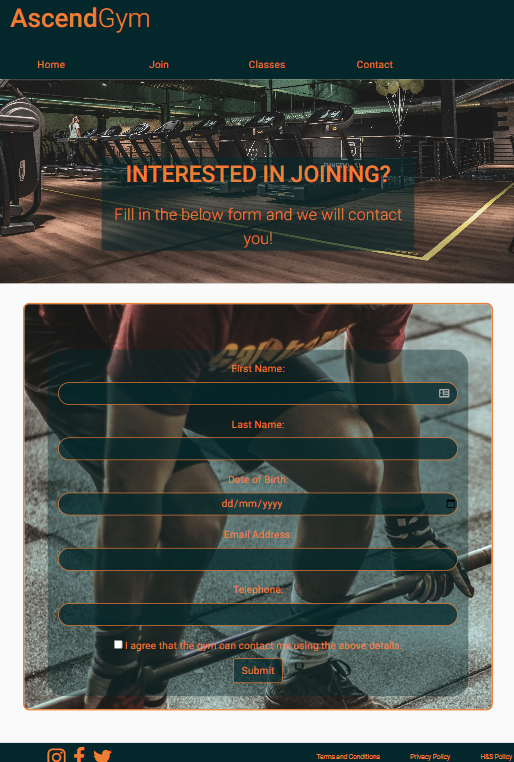 AscendGym
Home Join Classes Contact
INTERESTED IN JOINING?
Fill in the below form and we will contact
you!
First Name:
Last Name:
Date of Birth:
dd/mm/yyyy
Email Address:
Telephone:
I agree that the gym can contact me using the above details.
Submit
Terms and Conditions Privacy Policy H&S Policy